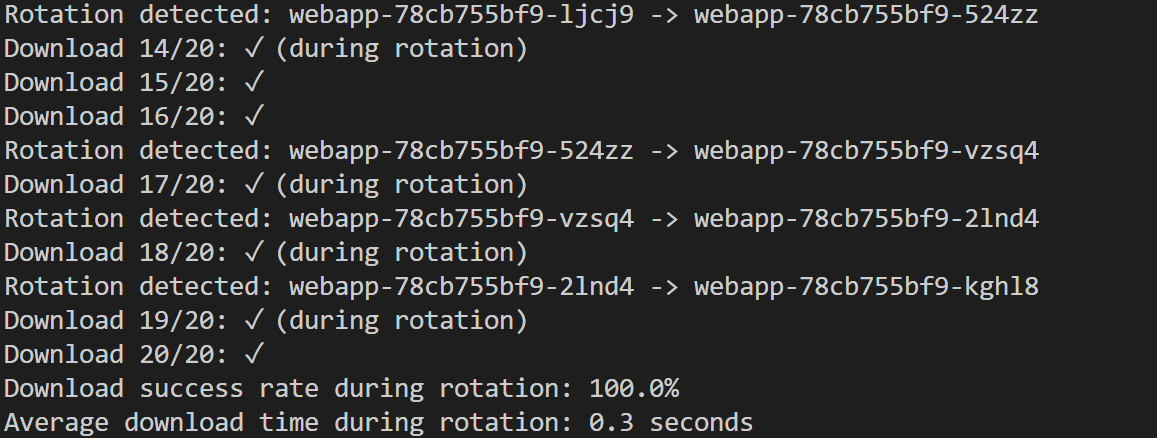 Rotation detected: webapp-78cb755bf9-ljcj9 -> webapp-78cb755bf9-524zz
Download 14/20: ✓ (during rotation)
Download 15/20: ✓
Download 16/20: ✓
Rotation detected: webapp-78cb755bf9-524zz -> webapp-78cb755bf9-vzsq4
Download 17/20: ✓ (during rotation)
Rotation detected: webapp-78cb755bf9-vzsq4 -> webapp-78cb755bf9-2lnd4
Download 18/20: ✓ (during rotation)
Rotation detected: webapp-78cb755bf9-2lnd4 -> webapp-78cb755bf9-kghl8
Download 19/20: ✓ (during rotation)
Download 20/20: ✓
Download success rate during rotation: 100.0%
Average download time during rotation: 0.3 seconds